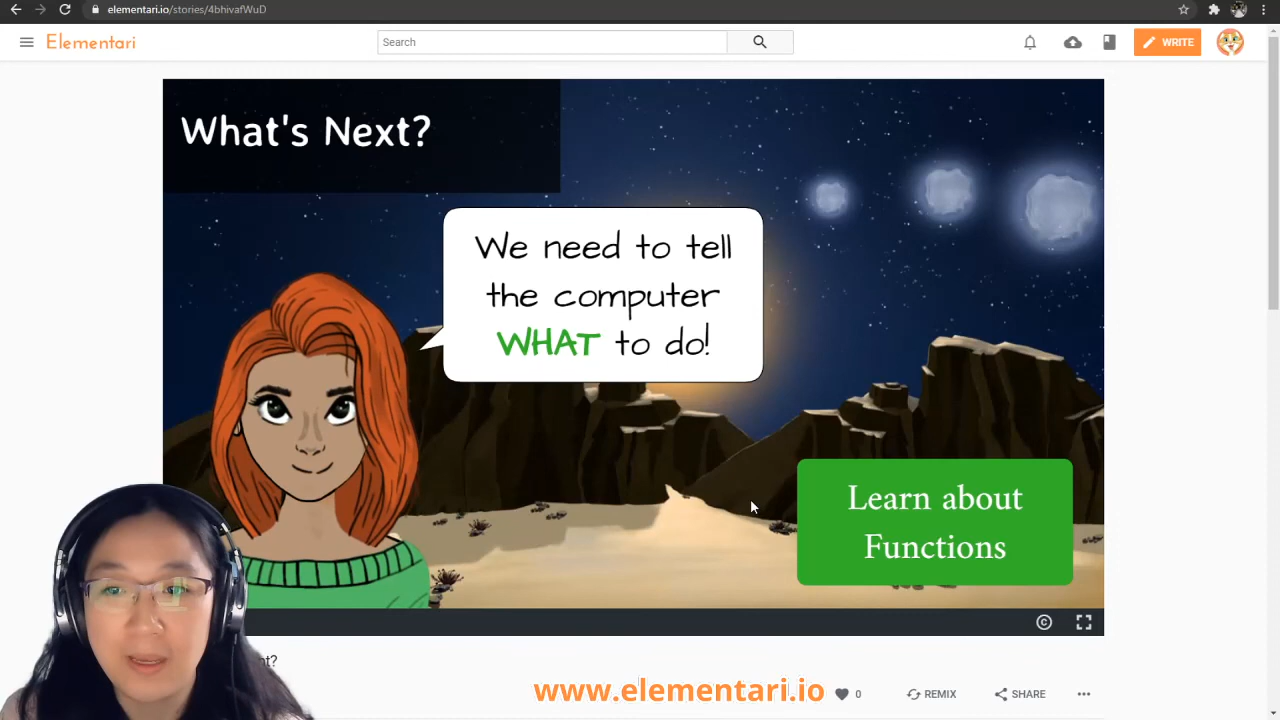 elementari.io/stories/4bhivafWuD
Elementari
Search
WRITE
What's Next?
We need to tell
the computer
WHAT to do!
Learn about
Functions
www.elementari.io
0
REMIX
SHARE